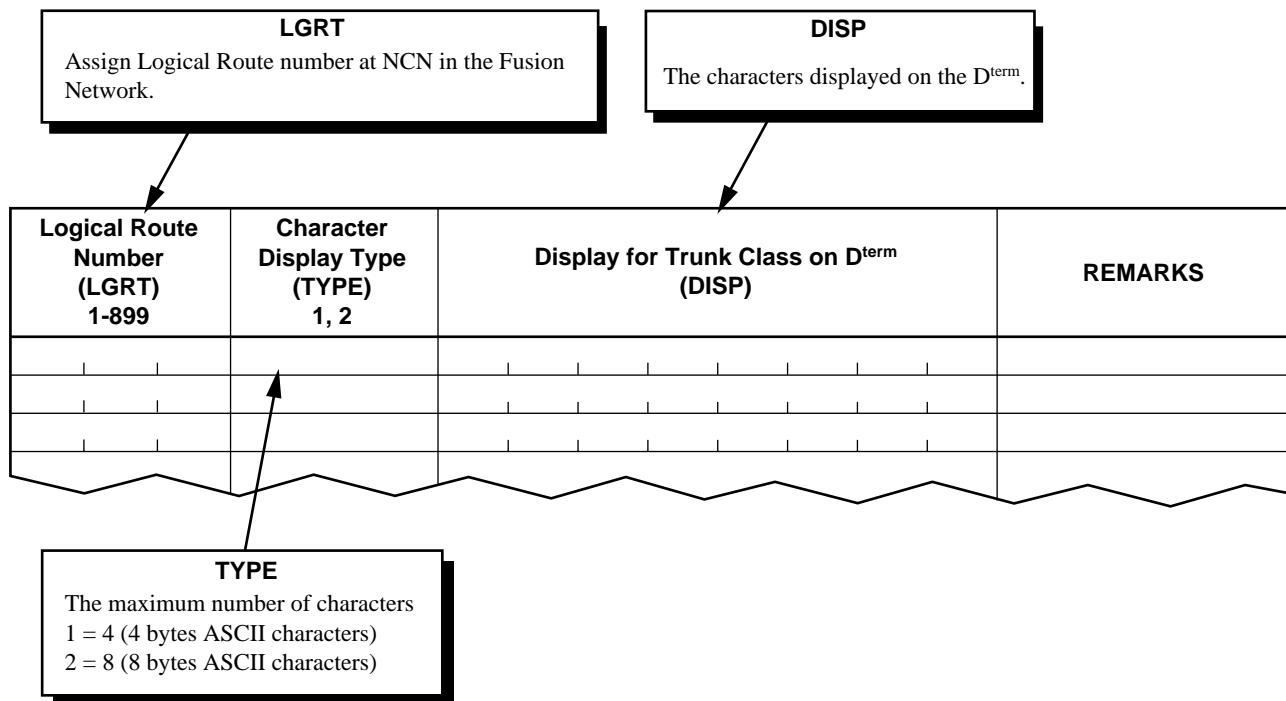 LGRT
Assign Logical Route number at NCN in the Fusion
Network.
DISP
The characters displayed on the Dterm.
Logical Route
Number
(LGRT)
1-899
Character
Display Type
(TYPE)
1, 2
Display for Trunk Class on Dterm
(DISP)
REMARKS
TYPE
The maximum number of characters
1 = 4 (4 bytes ASCII characters)
2 = 8 (8 bytes ASCII characters)